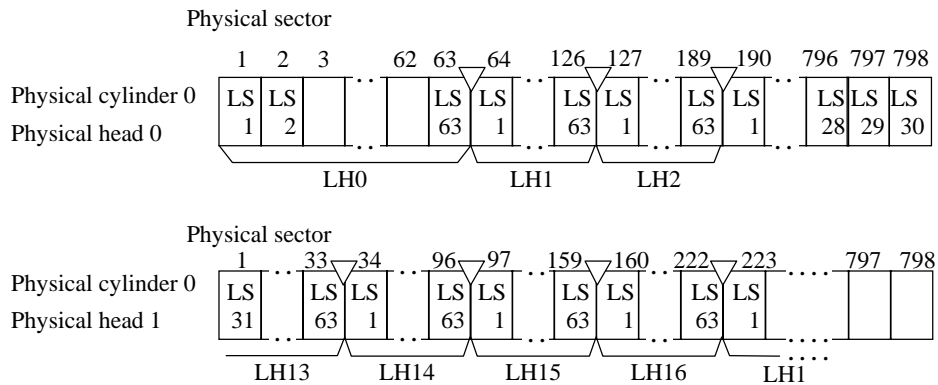 Physical sector
1 2 3 62 63 64 126 127 189 190 796 797 798
Physical cylinder 0 LS LS LS LS LS LS LS LS LS LS LS
Physical head 0 1 2 63 1 63 1 63 1 28 29 30
LH0 LH1 LH2
Physical sector
1 33 34 96 97 159 160 222 223 797 798
Physical cylinder 0 LS LS LS LS LS LS LS LS LS
Physical head 1 31 63 1 63 1 63 1 63 1
LH13 LH14 LH15 LH16 LH1